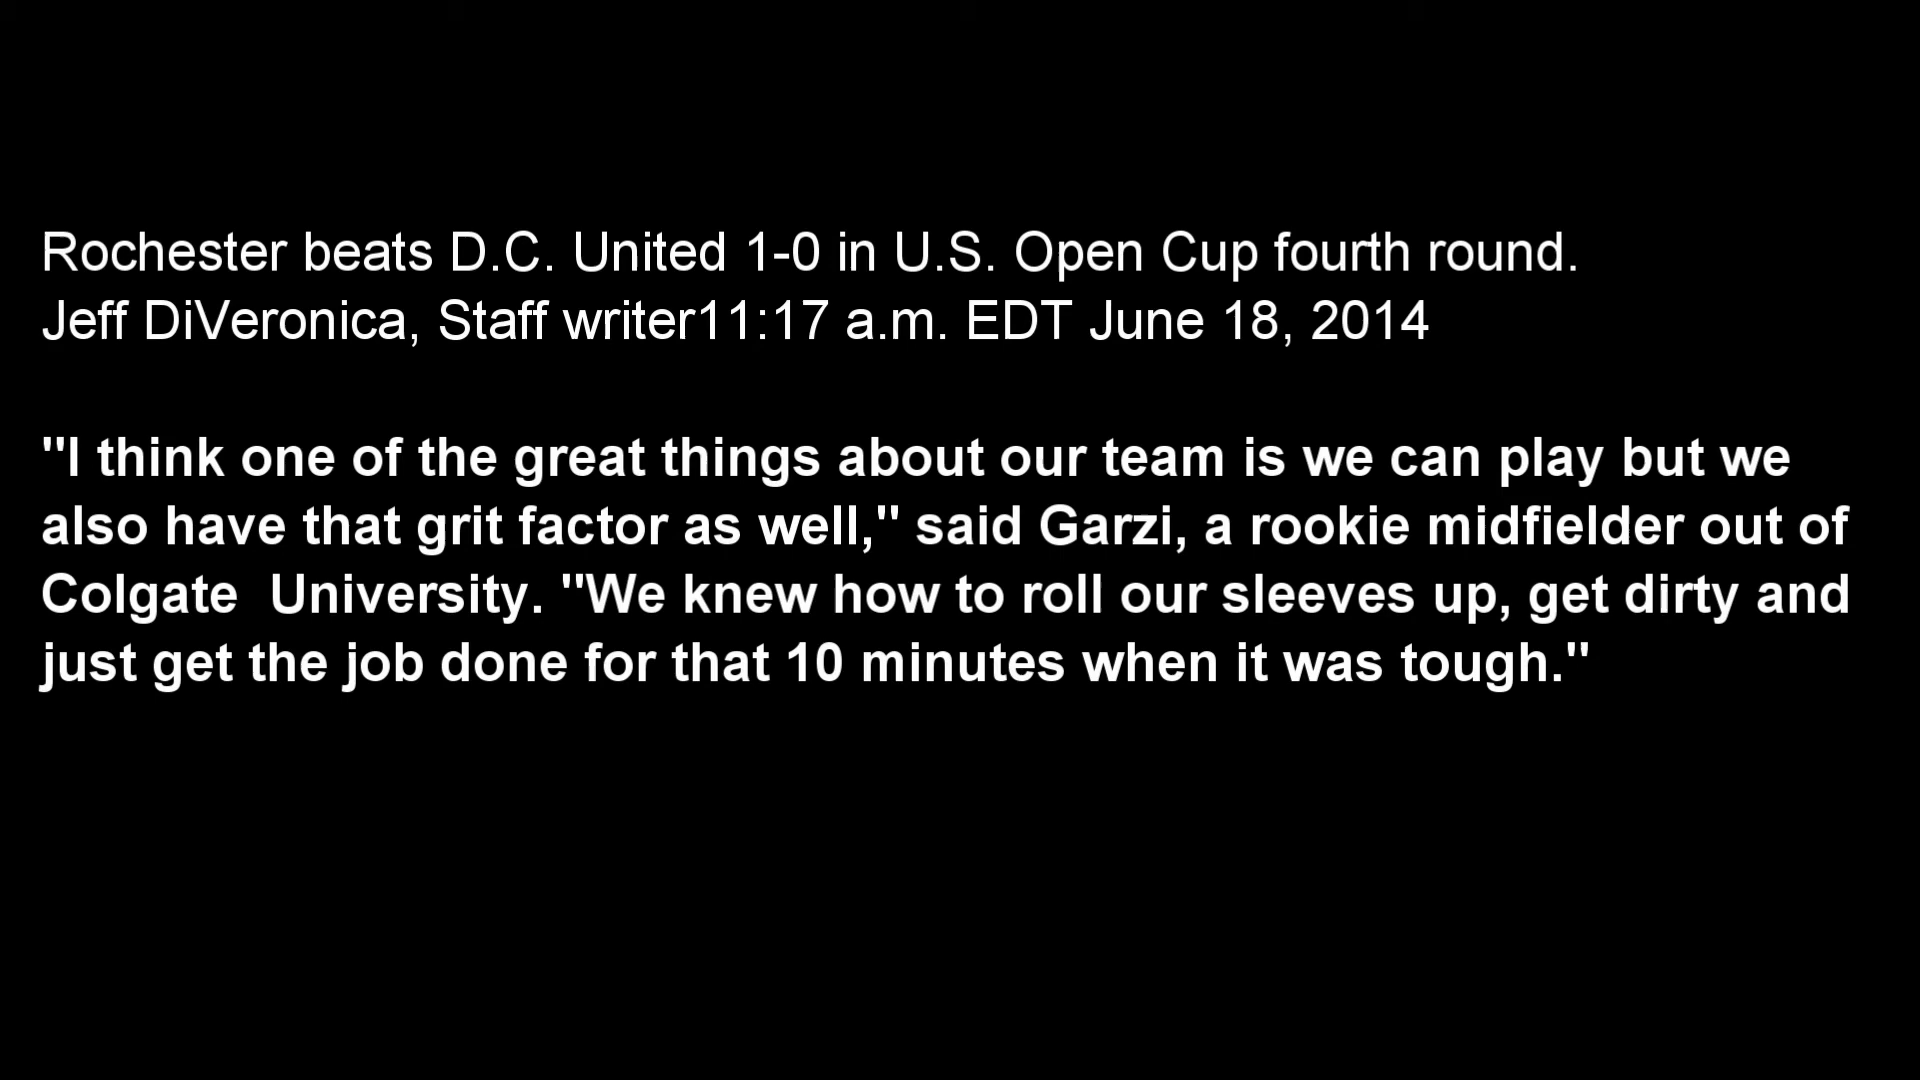 Rochester beats D.C. United 1-0 in U.S. Open Cup fourth round.
Jeff DiVeronica, Staff writer11:17 a.m. EDT June 18, 2014
"I think one of the great things about our team is we can play but we
also have that grit factor as well," said Garzi, a rookie midfielder out of
Colgate  University. "We knew how to roll our sleeves up, get dirty and
just get the job done for that 10 minutes when it was tough."